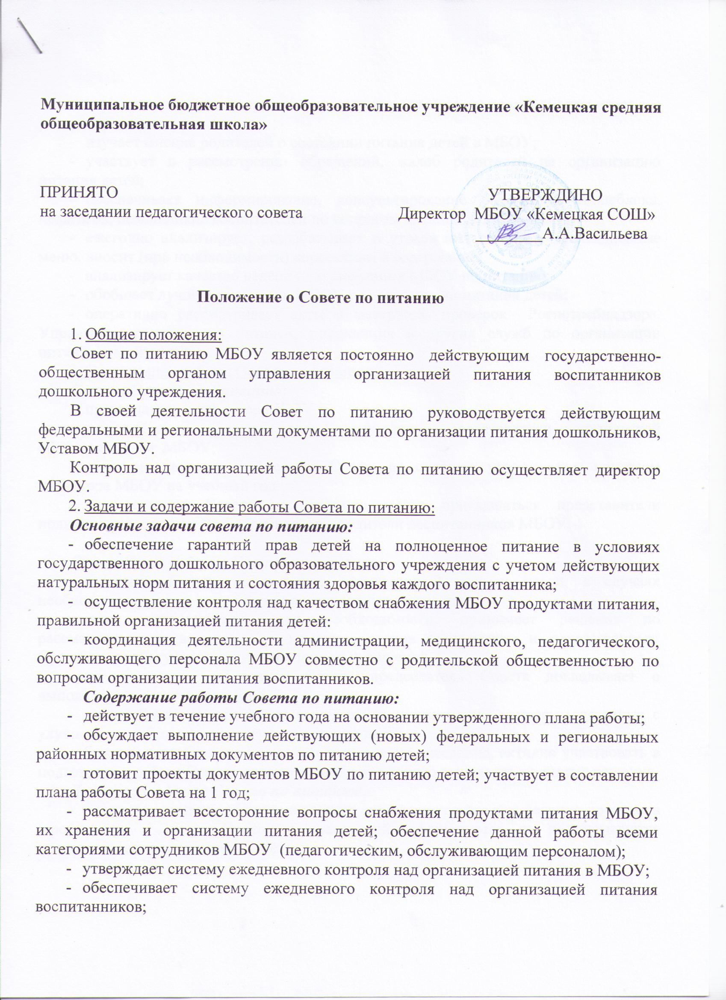 Муниципальное бюджетное общеобразовательное учреждение «Кемецкая средняя
общеобразовательная школа»
ПРИНЯТО
УТВЕРЖДИНО
на заседании педагогического совета
Директор МБОУ «Кемецкая СОШ»
__________А.А.Васильева
Положение о Совете по питанию
1. Общие положения:
Совет по питанию МБОУ является постоянно действующим государственно-
общественным органом управления организацией питания воспитанников
дошкольного учреждения.
В своей деятельности Совет по питанию руководствуется действующим
федеральными и региональными документами по организации питания дошкольников,
Уставом МБОУ.
Контроль над организацией работы Совета по питанию осуществляет директор
МБОУ.
2. Задачи и содержание работы Совета по питанию:
Основные задачи совета по питанию:
- обеспечение гарантий прав детей на полноценное питание в условиях
государственного дошкольного образовательного учреждения с учетом действующих
натуральных норм питания и состояния здоровья каждого воспитанника;
- осуществление контроля над качеством снабжения МБОУ продуктами питания,
правильной организацией питания детей:
- координация деятельности администрации, медицинского, педагогического,
обслуживающего персонала МБОУ совместно с родительской общественностью по
вопросам организации питания воспитанников.
Содержание работы Совета по питанию:
- действует в течение учебного года на основании утвержденного плана работы;
- обсуждает выполнение действующих (новых) федеральных и региональных
районных нормативных документов по питанию детей;
- готовит проекты документов МБОУ по питанию детей; участвует в составлении
плана работы Совета на 1 год;
- рассматривает всесторонние вопросы снабжения продуктами питания МБОУ,
их хранения и организации питания детей; обеспечение данной работы всеми
категориями сотрудников МБОУ (педагогическим, обслуживающим персоналом);
- утверждает систему ежедневного контроля над организацией питания в МБОУ;
- обеспечивает систему ежедневного контроля над организацией питания
воспитанников;